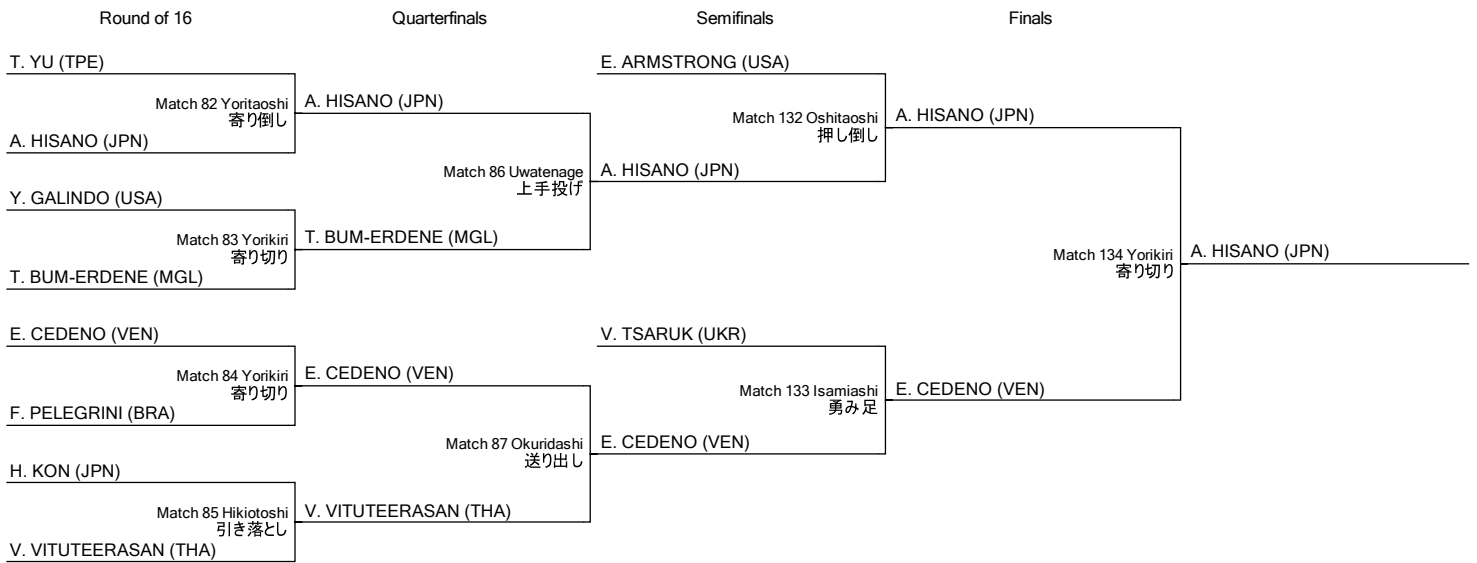 Round of 16
Quarterfinals
Semifinals
Finals
T. YU (TPE)
Match 82 Yoritaoshi
寄り倒し
A. HISANO (JPN)
A. HISANO (JPN)
Y. GALINDO (USA)
Match 83 Yorikiri
寄り切り
T. BUM-ERDENE (MGL)
T. BUM-ERDENE (MGL)
E. CEDENO (VEN)
Match 84 Yorikiri
寄り切り
F. PELEGRINI (BRA)
E. CEDENO (VEN)
H. KON (JPN)
Match 85 Hikiotoshi
引き落とし
V. VITUTEERASAN (THA)
V. VITUTEERASAN (THA)
Match 86 Uwatenage
上手投げ
A. HISANO (JPN)
Match 87 Okuridashi
送り出し
E. CEDENO (VEN)
E. ARMSTRONG (USA)
Match 132 Oshitaoshi
押し倒し
A. HISANO (JPN)
V. TSARUK (UKR)
Match 133 Isamiashi
勇み足
E. CEDENO (VEN)
Match 134 Yorikiri
寄り切り
A. HISANO (JPN)